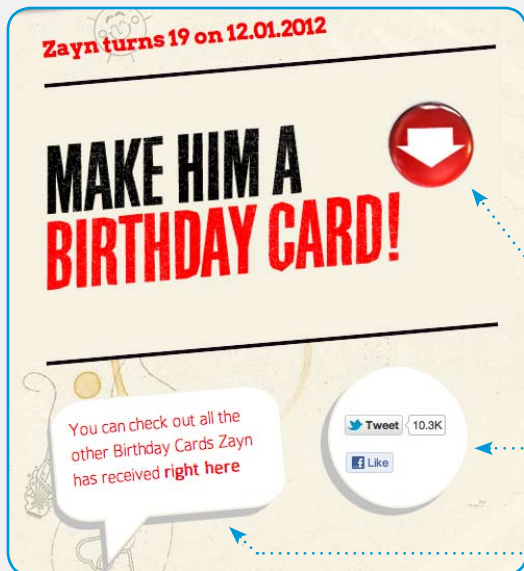 Zayn turns 19 on 12.01.2012
MAKE HIM A
BIRTHDAY CARD!
You can check out all the
other Birthday Cards Zayn
has received right here
Tweet 10.3K
Like